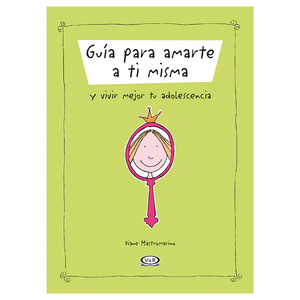 Guía para amarte
a ti misma
y vivir mejor tu adolescencia
Diane Mastromarino
V&R